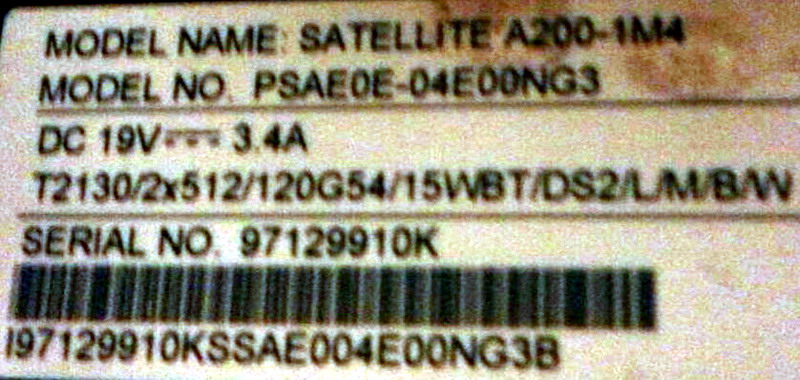 MODEL NAME: SATELLITE A200-1M4
MODEL NO. PSAE0E-04E00NG3
DC 19V⎓ 3.4A
T2130/2x512/120G54/15WBT/DS2/L/M/B/W
SERIAL NO. 97129910K
I97129910KSSAE004E00NG3B